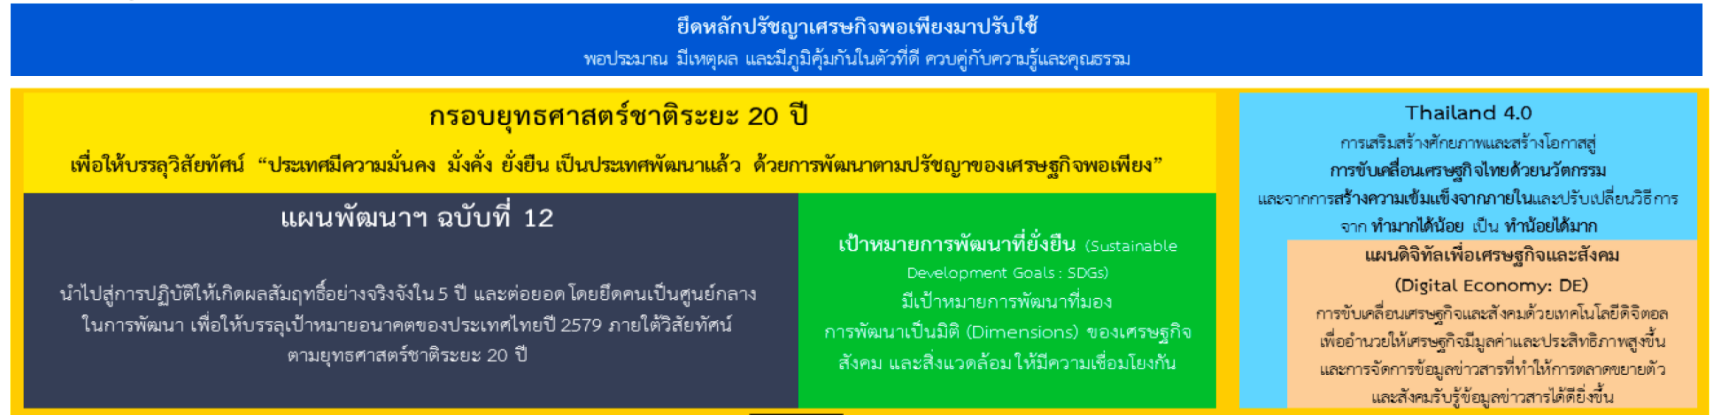 ยึดหลักปรัชญาเศรษกิจพอเพียงมาปรับใช้
พอประมาณ มีเหตุผล และมีภูมิคุ้มกันในตัวที่ดี ควบคู่กับความรู้และคุณธรรม
กรอบยุทธศาสตร์ชาติระยะ 20 ปี
เพื่อให้บรรลุวิสัยทัศน์ “ประเทศมีความมั่นคง มั่งคั่ง ยั่งยืน เป็นประเทศพัฒนาแล้ว ด้วยการพัฒนาตามปรัชญาของเศรษฐกิจพอเพียง”
แผนพัฒนาฯ ฉบับที่ 12
นำไปสู่การปฏิบัติให้เกิดผลสัมฤทธิ์อย่างจริงจังใน 5 ปี และต่อยอด โดยยึดคนเป็นศูนย์กลาง
ในการพัฒนา เพื่อให้บรรลุเป้าหมายอนาคตของประเทศไทยปี 2579 ภายใต้วิสัยทัศน์
ตามยุทธศาสตร์ชาติระยะ 20 ปี
เป้าหมายการพัฒนาที่ยั่งยืน (Sustainable
Development Goals : SDGs)
มีเป้าหมายการพัฒนาที่มอง
การพัฒนาเป็นมิติ (Dimensions) ของเศรษฐกิจ
สังคม และสิ่งแวดล้อม ให้มีความเชื่อมโยงกัน
Thailand 4.0
การเสริมสร้างศักยภาพและสร้างโอกาสสู่
การขับเคลื่อนเศรษฐกิจไทยด้วยนวัตกรรม
และจากการสร้างความเข้มแข็งจากภายในและปรับเปลี่ยนวิธีการ
จาก ทำมากได้น้อย เป็น ทำน้อยได้มาก
แผนดิจิทัลเพื่อเศรษฐกิจและสังคม
(Digital Economy: DE)
การขับเคลื่อนเศรษฐกิจและสังคมด้วยเทคโนโลยีดิจิตอล
เพื่ออำนวยให้เศรษฐกิจมีมูลค่าและประสิทธิภาพสูงขึ้น
และการจัดการข้อมูลข่าวสารที่ทำให้การตลาดขยายตัว
และสังคมรับรู้ข้อมูลข่าวสารได้ดียิ่งขึ้น